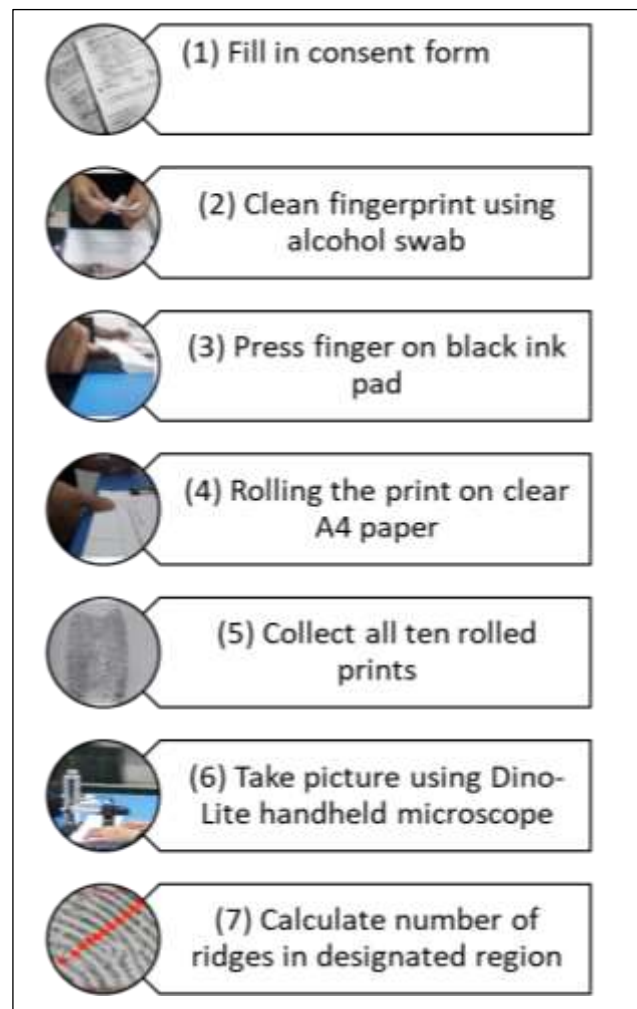 (1) Fill in consent form
(2) Clean fingerprint using
alcohol swab
(3) Press finger on black ink
pad
(4) Rolling the print on clear
A4 paper
(5) Collect all ten rolled
prints
(6) Take picture using Dino-
Lite handheld microscope
(7) Calculate number of
ridges in designated region